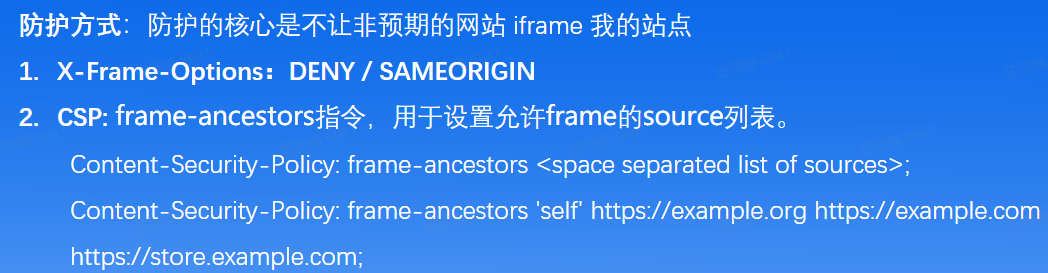 防护方式：防护的核心是不让非预期的网站 iframe 我的站点
1. X-Frame-Options：DENY / SAMEORIGIN
2. CSP: frame-ancestors指令，用于设置允许frame的source列表。
Content-Security-Policy: frame-ancestors <space separated list of sources>;
Content-Security-Policy: frame-ancestors 'self' https://example.org https://example.com
https://store.example.com;